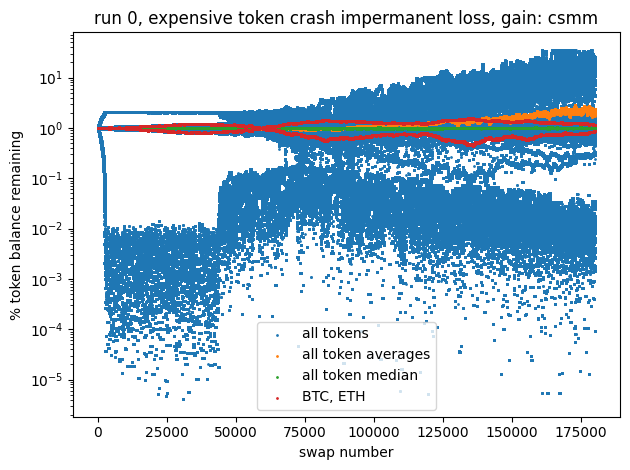 run 0, expensive token crash impermanent loss, gain: csmm
% token balance remaining
10^1
10^0
10^-1
10^-2
10^-3
10^-4
10^-5
all tokens
all token averages
all token median
BTC, ETH
0 25000 50000 75000 100000 125000 150000 175000
swap number